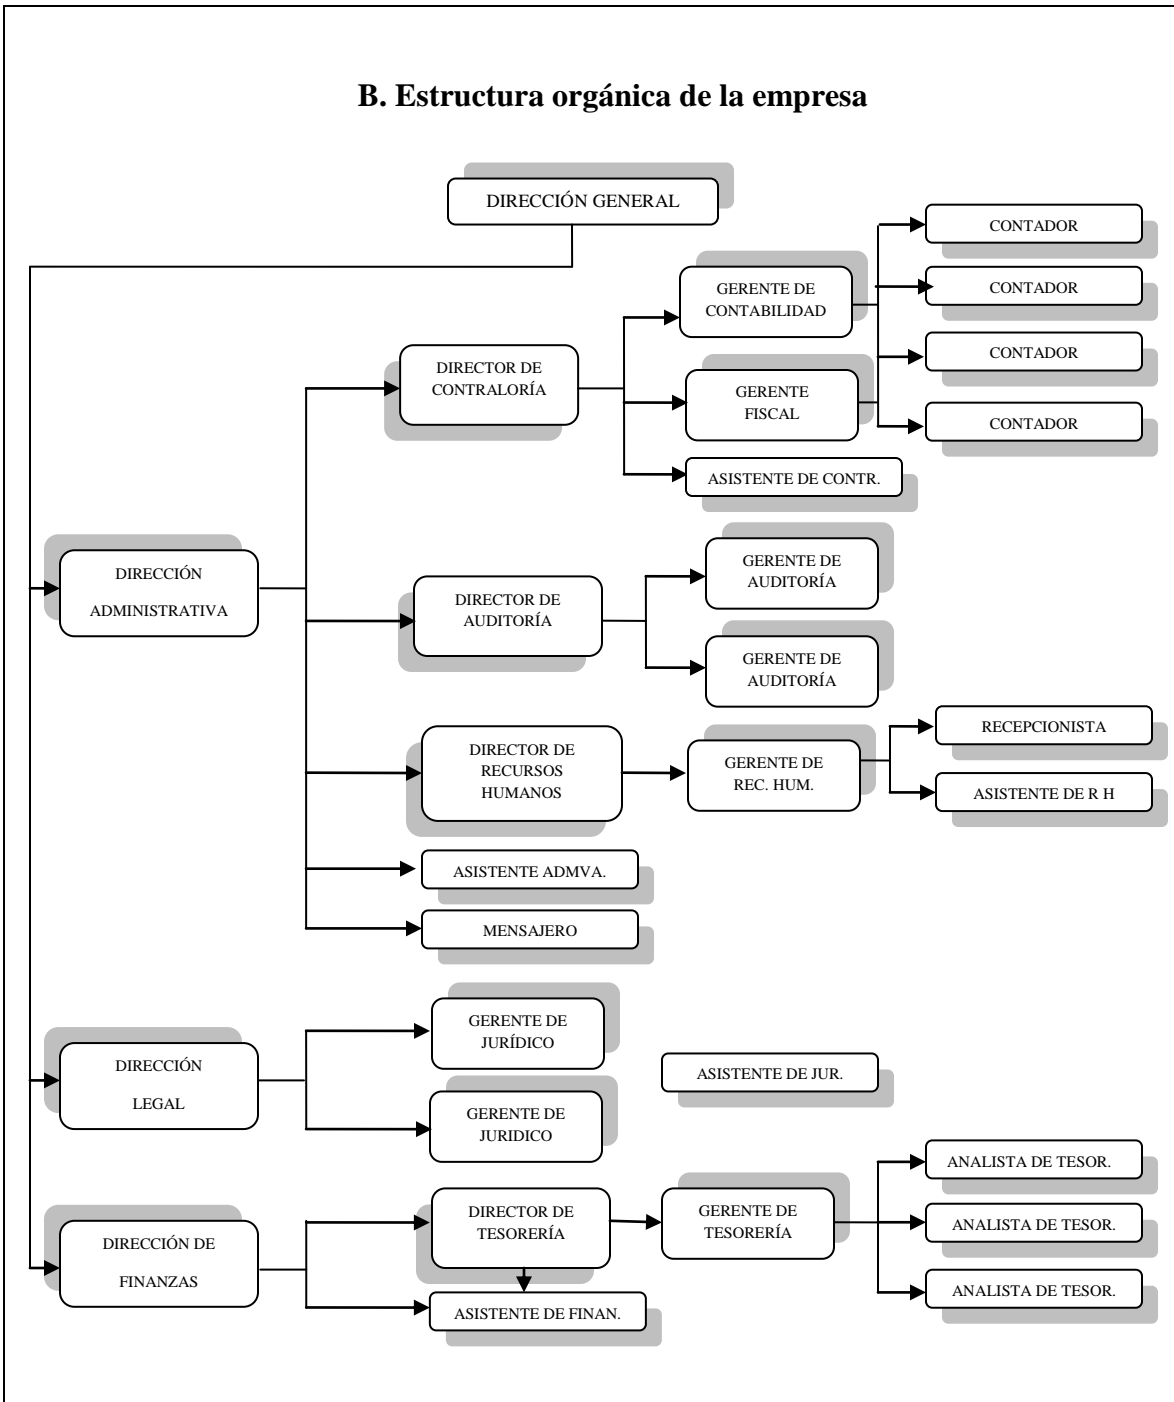 B. Estructura orgánica de la empresa
DIRECCIÓN GENERAL
CONTADOR
GERENTE DE
CONTABILIDAD
CONTADOR
CONTADOR
DIRECTOR DE
CONTRALORÍA
GERENTE
FISCAL
CONTADOR
ASISTENTE DE CONTR.
DIRECCIÓN
ADMINISTRATIVA
DIRECTOR DE
AUDITORÍA
GERENTE DE
AUDITORÍA
GERENTE DE
AUDITORÍA
DIRECTOR DE
RECURSOS
HUMANOS
GERENTE DE
REC. HUM.
RECEPCIONISTA
ASISTENTE DE R H
ASISTENTE ADMVA.
MENSAJERO
DIRECCIÓN
LEGAL
GERENTE DE
JURÍDICO
ASISTENTE DE JUR.
GERENTE DE
JURIDICO
DIRECCIÓN DE
FINANZAS
DIRECTOR DE
TESORERÍA
GERENTE DE
TESORERÍA
ANALISTA DE TESOR.
ANALISTA DE TESOR.
ANALISTA DE TESOR.
ASISTENTE DE FINAN.